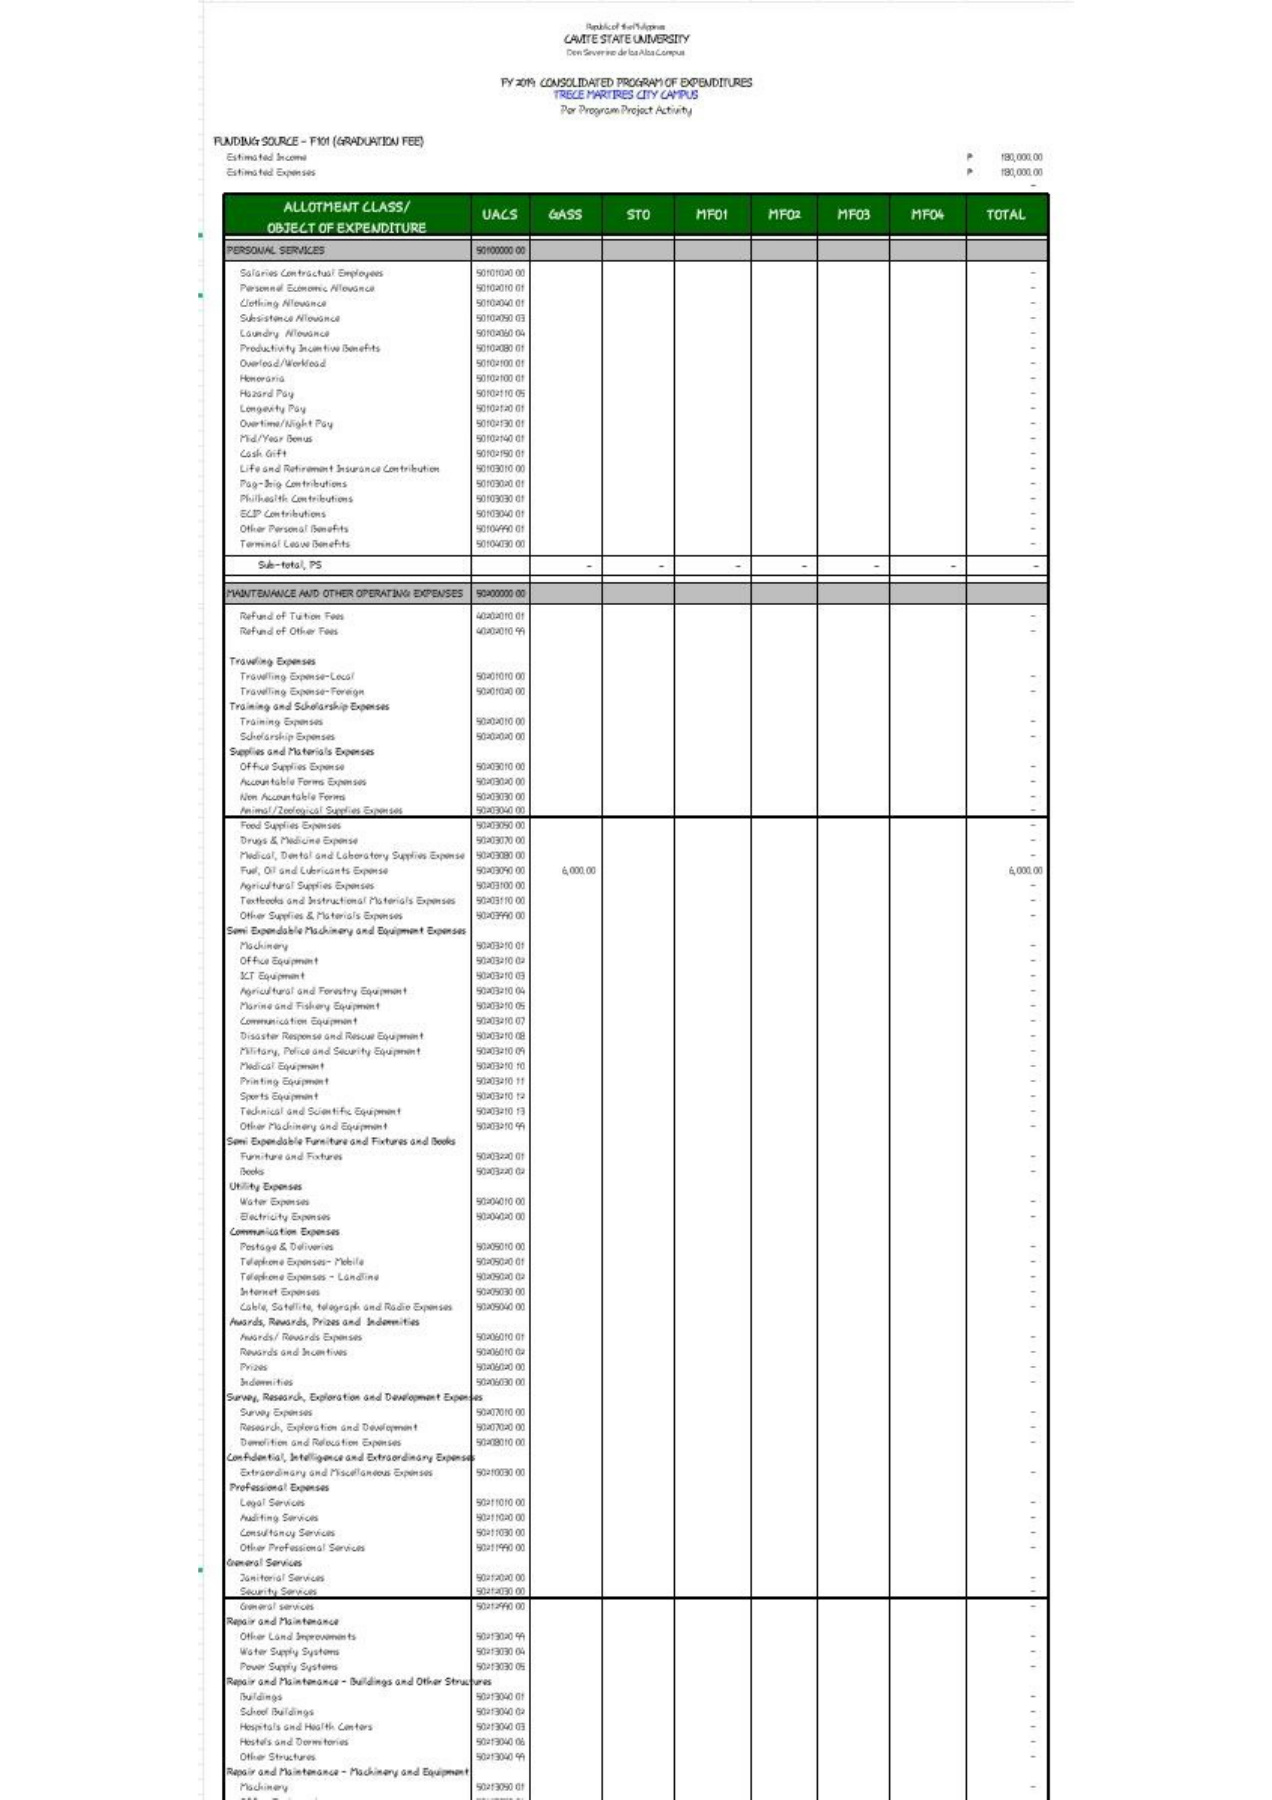 Republic of the Philippines
CAVITE STATE UNIVERSITY
Don Severino de las Alas Campus
FY 2019 CONSOLIDATED PROGRAM OF EXPENDITURES
TRECE MARTIRES CITY CAMPUS
Per Program Project Activity
FUNDING SOURCE - F101 (GRADUATION FEE)
Estimated Income ₱ 180,000.00
Estimated Expenses ₱ 180,000.00
-
ALLOTMENT CLASS/ OBJECT OF EXPENDITURE UACS GASS STO MFO1 MFO2 MFO3 MFO4 TOTAL
PERSONAL SERVICES 50100000 00
Salaries Contractual Employees 50101020 00 -
Personnel Economic Allowance 50102010 01 -
Clothing Allowance 50102040 01 -
Subsistence Allowance 50102050 03 -
Laundry Allowance 50102060 04 -
Productivity Incentive Benefits 50102080 01 -
Overload/Workload 50102100 01 -
Honoraria 50102100 01 -
Hazard Pay 50102110 05 -
Longevity Pay 50102120 01 -
Overtime/Night Pay 50102130 01 -
Mid/Year Bonus 50102140 01 -
Cash Gift 50102150 01 -
Life and Retirement Insurance Contribution 50103010 00 -
Pag-Ibig Contributions 50103020 01 -
Philhealth Contributions 50103030 01 -
ECIP Contributions 50103040 01 -
Other Personal Benefits 50104990 01 -
Terminal Leave Benefits 50104030 00 -
Sub-total, PS - - - - - - -
MAINTENANCE AND OTHER OPERATING EXPENSES 50200000 00
Refund of Tuition Fees 40202010 01 -
Refund of Other Fees 40202010 99 -
Traveling Expenses
Travelling Expense-Local 50201010 00 -
Travelling Expense-Foreign 50201020 00 -
Training and Scholarship Expenses
Training Expenses 50202010 00 -
Scholarship Expenses 50202020 00 -
Supplies and Materials Expenses
Office Supplies Expense 50203010 00 -
Accountable Forms Expenses 50203020 00 -
Non Accountable Forms 50203030 00 -
Animal/Zoological Supplies Expenses 50203040 00 -
Food Supplies Expenses 50203050 00 -
Drugs & Medicine Expense 50203070 00 -
Medical, Dental and Laboratory Supplies Expense 50203080 00 -
Fuel, Oil and Lubricants Expense 50203090 00 6,000.00 6,000.00
Agricultural Supplies Expenses 50203100 00 -
Textbooks and Instructional Materials Expenses 50203110 00 -
Other Supplies & Materials Expenses 50203990 00 -
Semi Expendable Machinery and Equipment Expenses
Machinery 50203210 01 -
Office Equipment 50203210 02 -
ICT Equipment 50203210 03 -
Agricultural and Forestry Equipment 50203210 04 -
Marine and Fishery Equipment 50203210 05 -
Communication Equipment 50203210 07 -
Disaster Response and Rescue Equipment 50203210 08 -
Military, Police and Security Equipment 50203210 09 -
Medical Equipment 50203210 10 -
Printing Equipment 50203210 11 -
Sports Equipment 50203210 12 -
Technical and Scientific Equipment 50203210 13 -
Other Machinery and Equipment 50203210 99 -
Semi Expendable Furniture and Fixtures and Books
Furniture and Fixtures 50203220 01 -
Books 50203220 02 -
Utility Expenses
Water Expenses 50204010 00 -
Electricity Expenses 50204020 00 -
Communication Expenses
Postage & Deliveries 50205010 00 -
Telephone Expenses- Mobile 50205020 01 -
Telephone Expenses - Landline 50205020 02 -
Internet Expenses 50205030 00 -
Cable, Satellite, telegraph and Radio Expenses 50205040 00 -
Awards, Rewards, Prizes and Indemnities
Awards/ Rewards Expenses 50206010 01 -
Rewards and Incentives 50206010 02 -
Prizes 50206020 00 -
Indemnities 50206030 00 -
Survey, Research, Exploration and Development Expenses
Survey Expenses 50207010 00 -
Research, Exploration and Development 50207020 00 -
Demolition and Relocation Expenses 50208010 00 -
Confidential, Intelligence and Extraordinary Expenses
Extraordinary and Miscellaneous Expenses 50210030 00 -
Professional Expenses
Legal Services 50211010 00 -
Auditing Services 50211020 00 -
Consultancy Services 50211030 00 -
Other Professional Services 50211990 00 -
General Services
Janitorial Services 50212020 00 -
Security Services 50212030 00 -
General services 50212990 00 -
Repair and Maintenance
Other Land Improvements 50213020 99 -
Water Supply Systems 50213030 04 -
Power Supply Systems 50213030 05 -
Repair and Maintenance - Buildings and Other Structures
Buildings 50213040 01 -
School Buildings 50213040 02 -
Hospitals and Health Centers 50213040 03 -
Hostels and Dormitories 50213040 06 -
Other Structures 50213040 99 -
Repair and Maintenance - Machinery and Equipment
Machinery 50213050 01 -